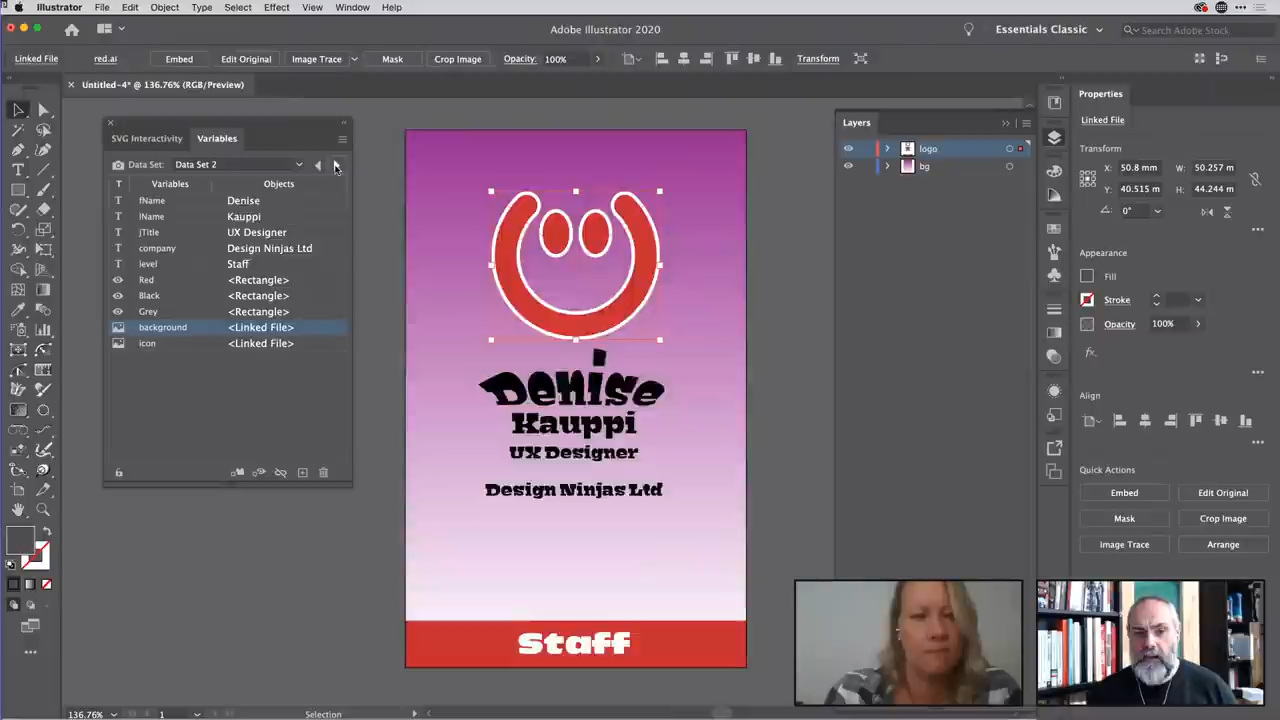 Illustrator File Edit Object Type Select Effect View Window Help
Adobe Illustrator 2020
Essentials Classic
Search Adobe Stock
Linked File red.ai Embed Edit Original Image Trace Mask Crop Image Opacity: 100% Transform
Untitled-4* @ 136.76% (RGB/Preview)
SVG Interactivity Variables
Data Set: Data Set 2
Variables Objects
fName Denise
lName Kauppi
jTitle UX Designer
company Design Ninjas Ltd
level Staff
Red <Rectangle>
Black <Rectangle>
Grey <Rectangle>
background <Linked File>
icon <Linked File>
Denise
Kauppi
UX Designer
Design Ninjas Ltd
Staff
Layers
logo
bg
Properties
Linked File
Transform
X: 50.8 mm W: 50.257 m
Y: 40.515 m H: 44.244 m
0°
Appearance
Fill
Stroke
Opacity 100%
fx.
Align
Quick Actions
Embed Edit Original
Mask Crop Image
Image Trace Arrange
136.76% 1 Selection